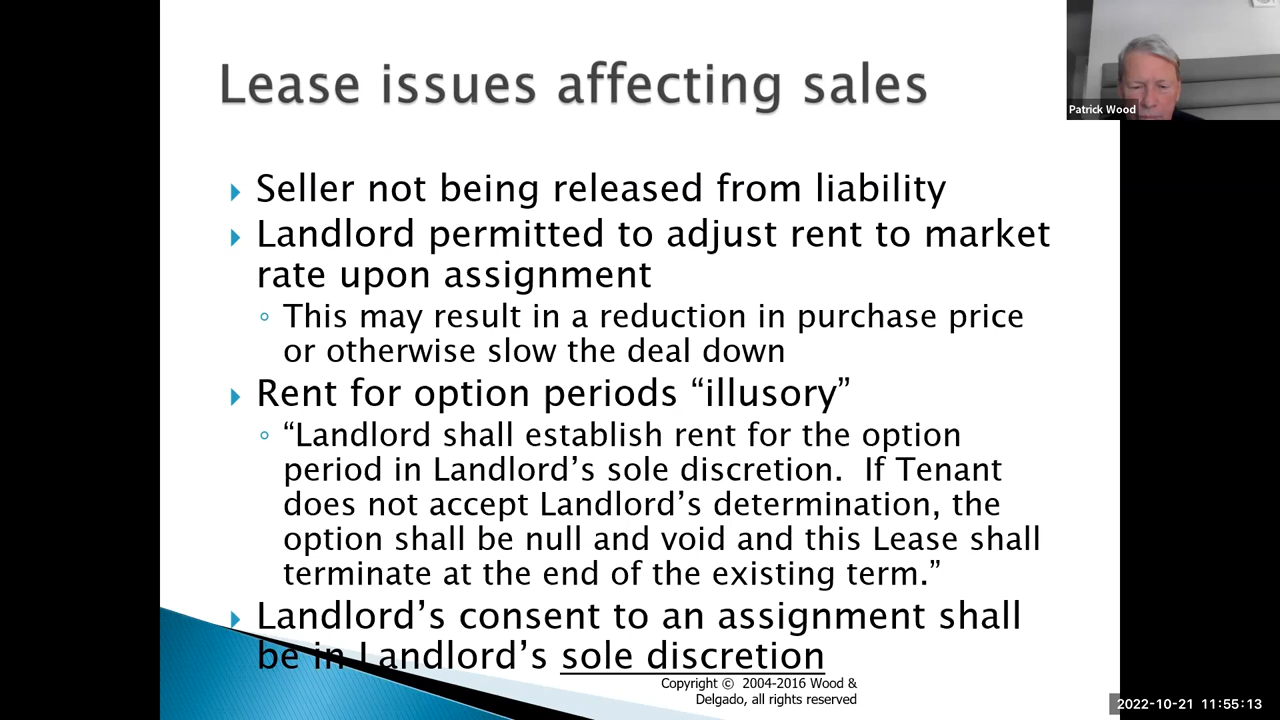 Lease issues affecting sales
Patrick Wood
Seller not being released from liability
Landlord permitted to adjust rent to market
rate upon assignment
This may result in a reduction in purchase price
or otherwise slow the deal down
Rent for option periods “illusory”
“Landlord shall establish rent for the option
period in Landlord’s sole discretion.  If Tenant
does not accept Landlord’s determination, the
option shall be null and void and this Lease shall
terminate at the end of the existing term.”
Landlord’s consent to an assignment shall
be in Landlord’s sole discretion
Copyright © 2004-2016 Wood &
Delgado, all rights reserved
2022-10-21 11:55:13